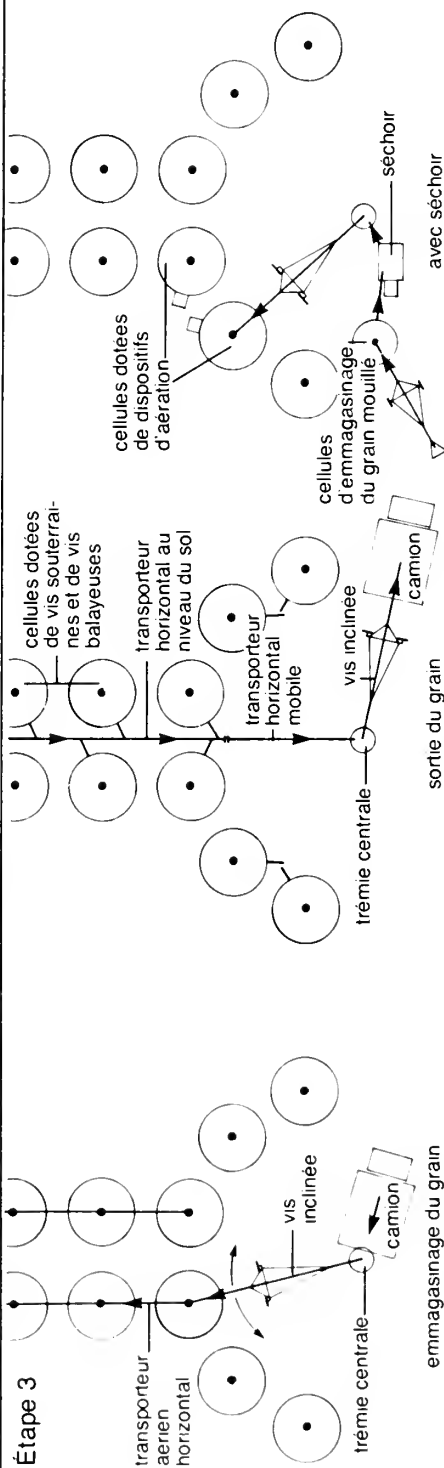 Étape 3
transporteur
aerien
horizontal
vis
inclinée
trémie centrale
camion
emmagasinage du grain
cellules dotées
de vis souterrai-
nes et de vis
balayeuses
transporteur
horizontal au
niveau du sol
transporteur
horizontal
mobile
vis inclinée
camion
trémie centrale
sortie du grain
cellules dotées
de dispositifs
d'aération
cellules
d'emmagasinage
du grain mouillé
séchoir
avec séchoir